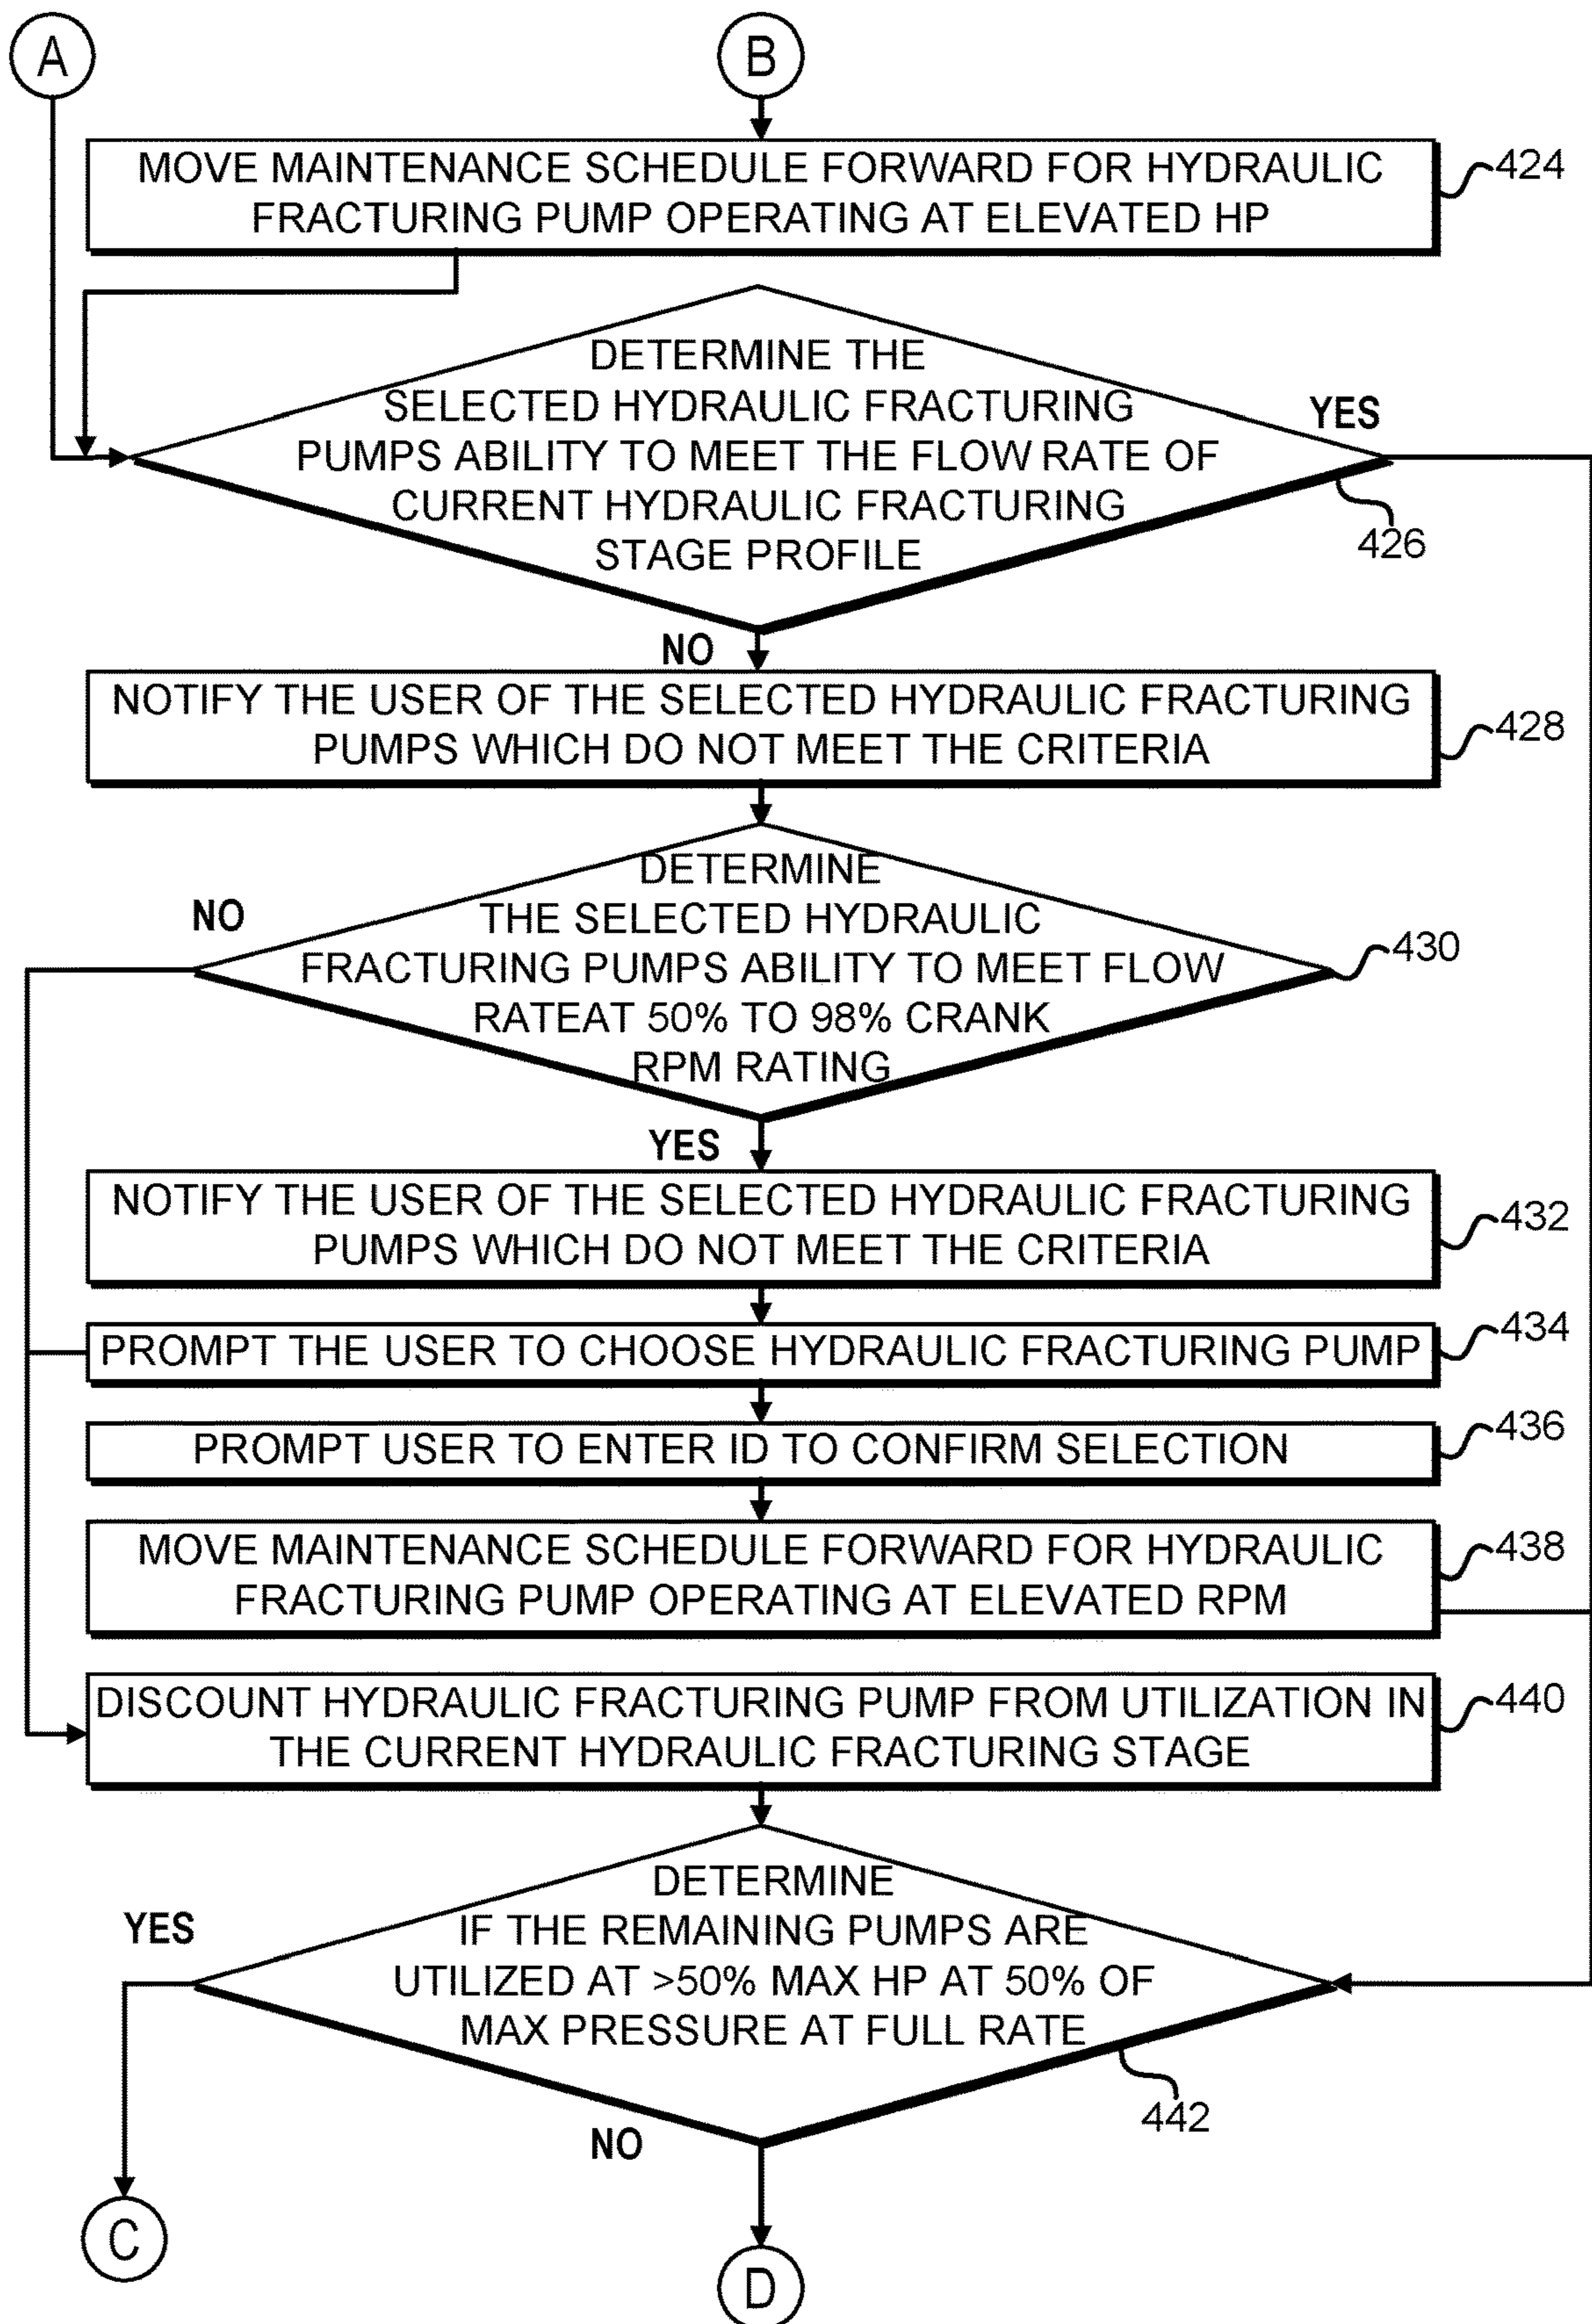 A
B
MOVE MAINTENANCE SCHEDULE FORWARD FOR HYDRAULIC
FRACTURING PUMP OPERATING AT ELEVATED HP
424
DETERMINE THE
SELECTED HYDRAULIC FRACTURING
PUMPS ABILITY TO MEET THE FLOW RATE OF
CURRENT HYDRAULIC FRACTURING
STAGE PROFILE
YES
426
NO
NOTIFY THE USER OF THE SELECTED HYDRAULIC FRACTURING
PUMPS WHICH DO NOT MEET THE CRITERIA
428
DETERMINE
THE SELECTED HYDRAULIC
FRACTURING PUMPS ABILITY TO MEET FLOW
RATEAT 50% TO 98% CRANK
RPM RATING
NO
430
YES
NOTIFY THE USER OF THE SELECTED HYDRAULIC FRACTURING
PUMPS WHICH DO NOT MEET THE CRITERIA
432
PROMPT THE USER TO CHOOSE HYDRAULIC FRACTURING PUMP
434
PROMPT USER TO ENTER ID TO CONFIRM SELECTION
436
MOVE MAINTENANCE SCHEDULE FORWARD FOR HYDRAULIC
FRACTURING PUMP OPERATING AT ELEVATED RPM
438
DISCOUNT HYDRAULIC FRACTURING PUMP FROM UTILIZATION IN
THE CURRENT HYDRAULIC FRACTURING STAGE
440
DETERMINE
IF THE REMAINING PUMPS ARE
UTILIZED AT >50% MAX HP AT 50% OF
MAX PRESSURE AT FULL RATE
YES
442
NO
C
D